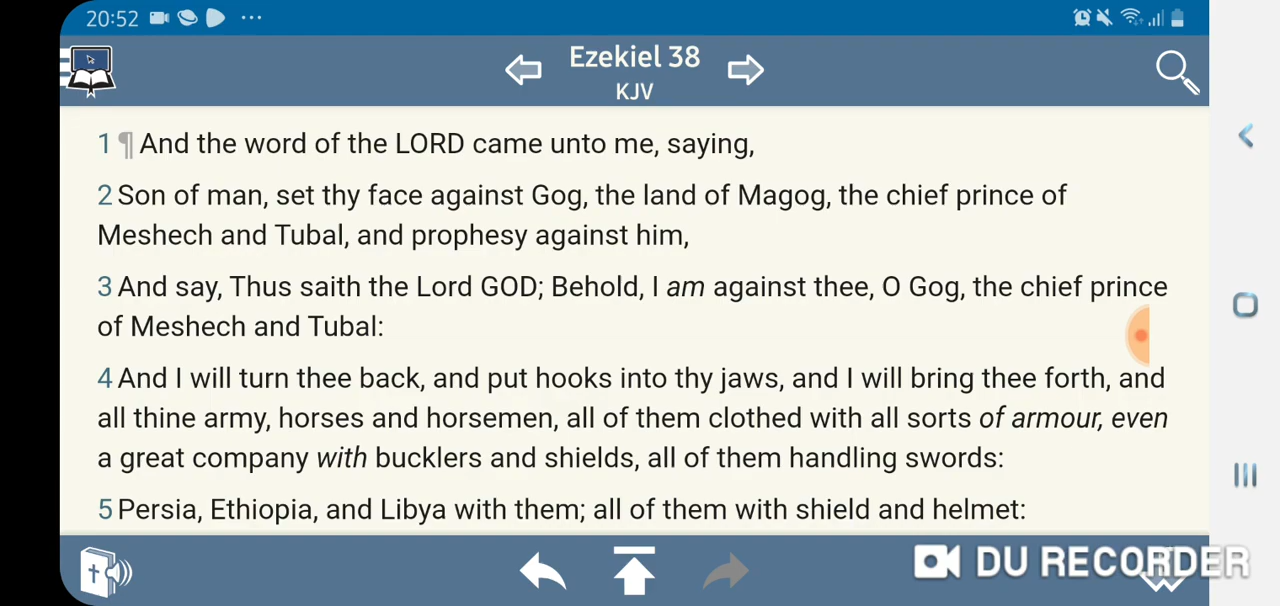 20:52 ...
Ezekiel 38
KJV
1 ¶ And the word of the LORD came unto me, saying,
2 Son of man, set thy face against Gog, the land of Magog, the chief prince of
Meshech and Tubal, and prophesy against him,
3 And say, Thus saith the Lord GOD; Behold, I am against thee, O Gog, the chief prince
of Meshech and Tubal:
4 And I will turn thee back, and put hooks into thy jaws, and I will bring thee forth, and
all thine army, horses and horsemen, all of them clothed with all sorts of armour, even
a great company with bucklers and shields, all of them handling swords:
5 Persia, Ethiopia, and Libya with them; all of them with shield and helmet:
DU RECORDER